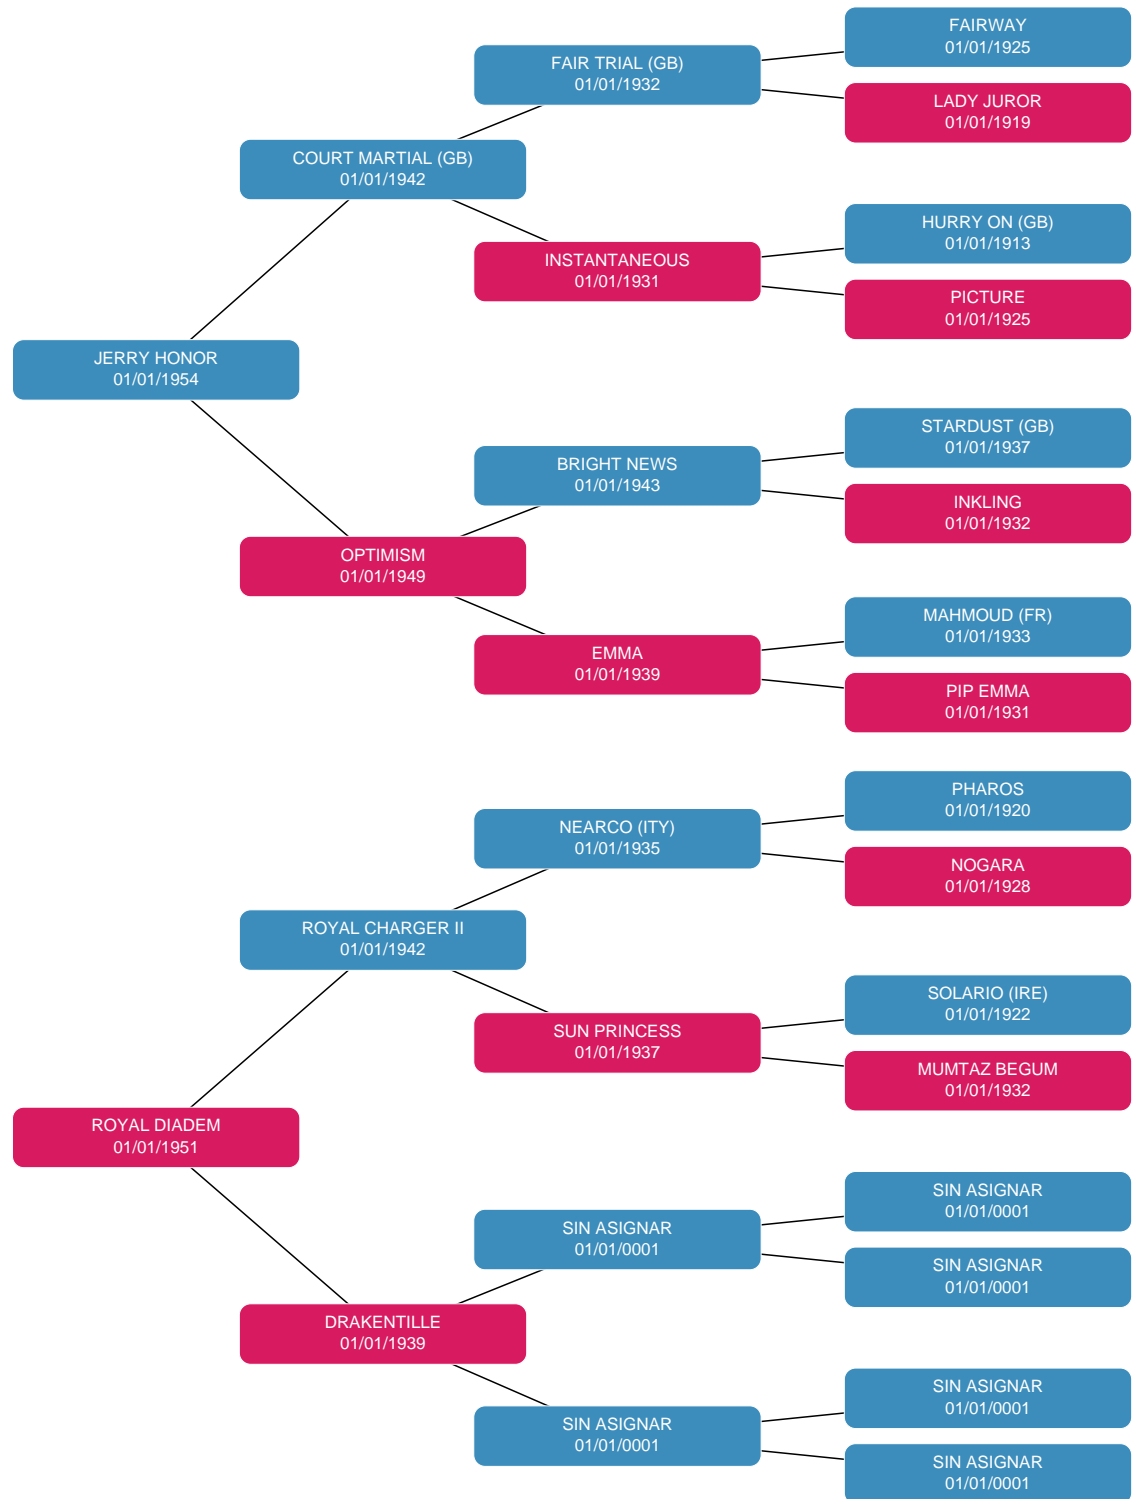 FAIRWAY
01/01/1925
FAIR TRIAL (GB)
01/01/1932
LADY JUROR
01/01/1919
COURT MARTIAL (GB)
01/01/1942
HURRY ON (GB)
01/01/1913
INSTANTANEOUS
01/01/1931
PICTURE
01/01/1925
JERRY HONOR
01/01/1954
STARDUST (GB)
01/01/1937
BRIGHT NEWS
01/01/1943
INKLING
01/01/1932
OPTIMISM
01/01/1949
MAHMOUD (FR)
01/01/1933
EMMA
01/01/1939
PIP EMMA
01/01/1931
PHAROS
01/01/1920
NEARCO (ITY)
01/01/1935
NOGARA
01/01/1928
ROYAL CHARGER II
01/01/1942
SOLARIO (IRE)
01/01/1922
SUN PRINCESS
01/01/1937
MUMTAZ BEGUM
01/01/1932
ROYAL DIADEM
01/01/1951
SIN ASIGNAR
01/01/0001
SIN ASIGNAR
01/01/0001
SIN ASIGNAR
01/01/0001
DRAKENTILLE
01/01/1939
SIN ASIGNAR
01/01/0001
SIN ASIGNAR
01/01/0001
SIN ASIGNAR
01/01/0001